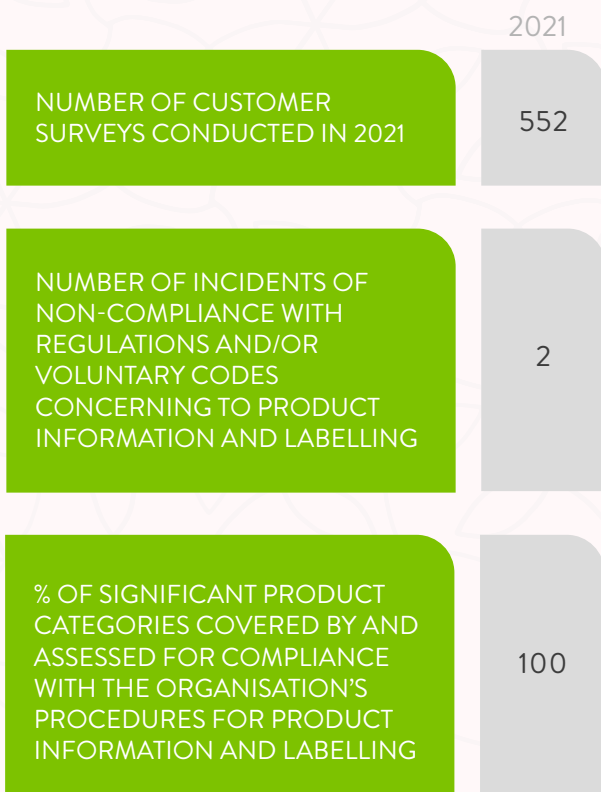 2021
NUMBER OF CUSTOMER
SURVEYS CONDUCTED IN 2021
552
NUMBER OF INCIDENTS OF
NON-COMPLIANCE WITH
REGULATIONS AND/OR
VOLUNTARY CODES
CONCERNING TO PRODUCT
INFORMATION AND LABELLING
2
% OF SIGNIFICANT PRODUCT
CATEGORIES COVERED BY AND
ASSESSED FOR COMPLIANCE
WITH THE ORGANISATION'S
PROCEDURES FOR PRODUCT
INFORMATION AND LABELLING
100